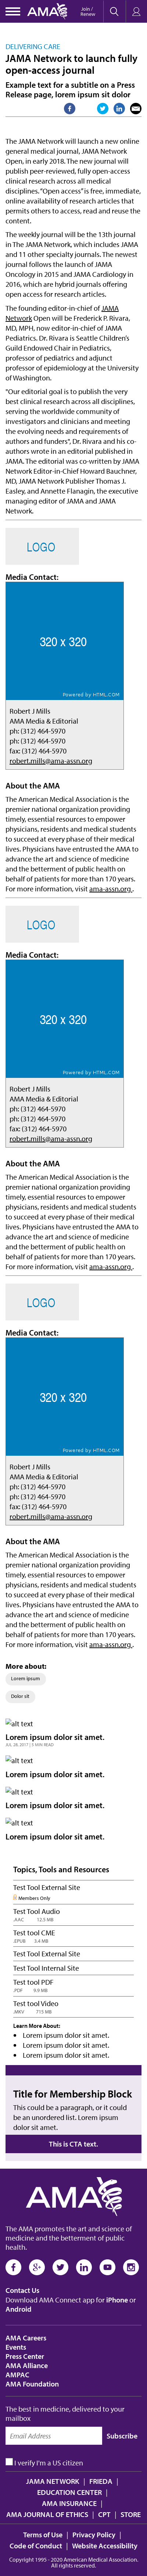 AMA
Join /
Renew
DELIVERING CARE
JAMA Network to launch fully
open-access journal
Example text for a subtitle on a Press
Release page, lorem ipsum sit dolor
The JAMA Network will launch a new online
general medical journal, JAMA Network
Open, in early 2018. The new journal will
publish peer-reviewed, fully open-access
clinical research across all medical
disciplines. “Open access” is free, immediate,
online availability of research articles that
permits authors to access, read and reuse the
content.
The weekly journal will be the 13th journal
in The JAMA Network, which includes JAMA
and 11 other specialty journals. The newest
journal follows the launch of JAMA
Oncology in 2015 and JAMA Cardiology in
2016, which are hybrid journals offering
open access for research articles.
The founding editor-in-chief of JAMA
Network Open will be Frederick P. Rivara,
MD, MPH, now editor-in-chief of JAMA
Pediatrics. Dr. Rivara is Seattle Children’s
Guild Endowed Chair in Pediatrics,
professor of pediatrics and adjunct
professor of epidemiology at the University
of Washington.
“Our editorial goal is to publish the very
best clinical research across all disciplines,
serving the worldwide community of
investigators and clinicians and meeting
the evolving needs and requirements of
authors and funders”, Dr. Rivara and his co-
authors wrote in an editorial published in
JAMA. The editorial was co-written by JAMA
Network Editor-in-Chief Howard Bauchner,
MD, JAMA Network Publisher Thomas J.
Easley, and Annette Flanagin, the executive
managing editor of JAMA and JAMA
Network.
LOGO
Media Contact:
320 x 320
Powered by HTML.COM
Robert J Mills
AMA Media & Editorial
ph: (312) 464-5970
ph: (312) 464-5970
fax: (312) 464-5970
robert.mills@ama-assn.org
About the AMA
The American Medical Association is the
premier national organization providing
timely, essential resources to empower
physicians, residents and medical students
to succeed at every phase of their medical
lives. Physicians have entrusted the AMA to
advance the art and science of medicine
and the betterment of public health on
behalf of patients for more than 170 years.
For more information, visit ama-assn.org .
LOGO
Media Contact:
320 x 320
Powered by HTML.COM
Robert J Mills
AMA Media & Editorial
ph: (312) 464-5970
ph: (312) 464-5970
fax: (312) 464-5970
robert.mills@ama-assn.org
About the AMA
The American Medical Association is the
premier national organization providing
timely, essential resources to empower
physicians, residents and medical students
to succeed at every phase of their medical
lives. Physicians have entrusted the AMA to
advance the art and science of medicine
and the betterment of public health on
behalf of patients for more than 170 years.
For more information, visit ama-assn.org .
LOGO
Media Contact:
320 x 320
Powered by HTML.COM
Robert J Mills
AMA Media & Editorial
ph: (312) 464-5970
ph: (312) 464-5970
fax: (312) 464-5970
robert.mills@ama-assn.org
About the AMA
The American Medical Association is the
premier national organization providing
timely, essential resources to empower
physicians, residents and medical students
to succeed at every phase of their medical
lives. Physicians have entrusted the AMA to
advance the art and science of medicine
and the betterment of public health on
behalf of patients for more than 170 years.
For more information, visit ama-assn.org .
More about:
Lorem Ipsum
Dolor sit
alt text
Lorem ipsum dolor sit amet.
JUL 28, 2017 | 5 MIN READ
alt text
Lorem ipsum dolor sit amet.
alt text
Lorem ipsum dolor sit amet.
alt text
Lorem ipsum dolor sit amet.
Topics, Tools and Resources
Test Tool External Site
Members Only
Test Tool Audio
.AAC 12.5 MB
Test tool CME
.EPUB 3.4 MB
Test Tool External Site
Test Tool Internal Site
Test tool PDF
.PDF 9.9 MB
Test tool Video
.WKV 77.5 MB
Learn More About:
• Lorem ipsum dolor sit amet.
• Lorem ipsum dolor sit amet.
• Lorem ipsum dolor sit amet.
Title for Membership Block
This could be a paragraph, or it could
be an unordered list. Lorem ipsum
dolor sit amet.
This is CTA text.
AMA
The AMA promotes the art and science of
medicine and the betterment of public
health.
Contact Us
Download AMA Connect app for iPhone or
Android
AMA Careers
Events
Press Center
AMA Alliance
AMPAC
AMA Foundation
The best in medicine, delivered to your
mailbox
Email Address
Subscribe
I verify I'm a US citizen
JAMA NETWORK | FRIEDA |
EDUCATION CENTER |
AMA INSURANCE |
AMA JOURNAL OF ETHICS | CPT | STORE
Terms of Use | Privacy Policy |
Code of Conduct | Website Accessibility
Copyright 1995 - 2020 American Medical Association.
All rights reserved.